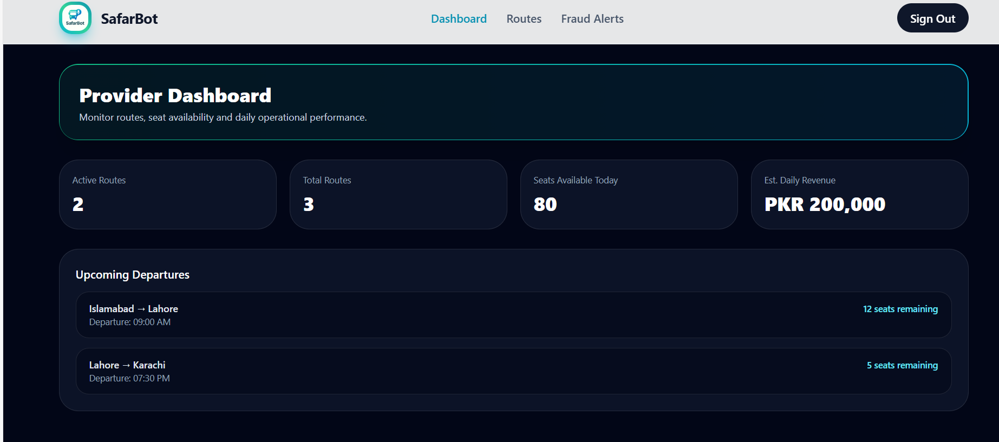 SafarBot
SafarBot
Dashboard
Routes
Fraud Alerts
Sign Out
Provider Dashboard
Monitor routes, seat availability and daily operational performance.
Active Routes
2
Total Routes
3
Seats Available Today
80
Est. Daily Revenue
PKR 200,000
Upcoming Departures
Islamabad → Lahore
12 seats remaining
Departure: 09:00 AM
Lahore → Karachi
5 seats remaining
Departure: 07:30 PM